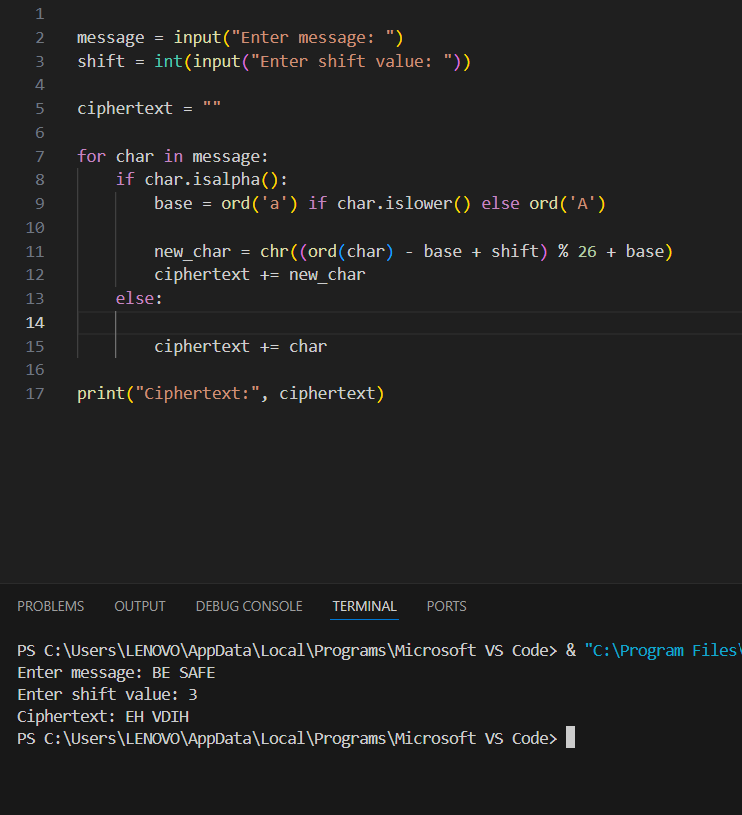 1
2 message = input("Enter message: ")
3 shift = int(input("Enter shift value: "))
4
5 ciphertext = ""
6
7 for char in message:
8     if char.isalpha():
9         base = ord('a') if char.islower() else ord('A')
10
11         new_char = chr((ord(char) - base + shift) % 26 + base)
12         ciphertext += new_char
13     else:
14
15         ciphertext += char
16
17 print("Ciphertext:", ciphertext)
PROBLEMS OUTPUT DEBUG CONSOLE TERMINAL PORTS
PS C:\Users\LENOVO\AppData\Local\Programs\Microsoft VS Code> & "C:\Program Files\
Enter message: BE SAFE
Enter shift value: 3
Ciphertext: EH VDIH
PS C:\Users\LENOVO\AppData\Local\Programs\Microsoft VS Code>